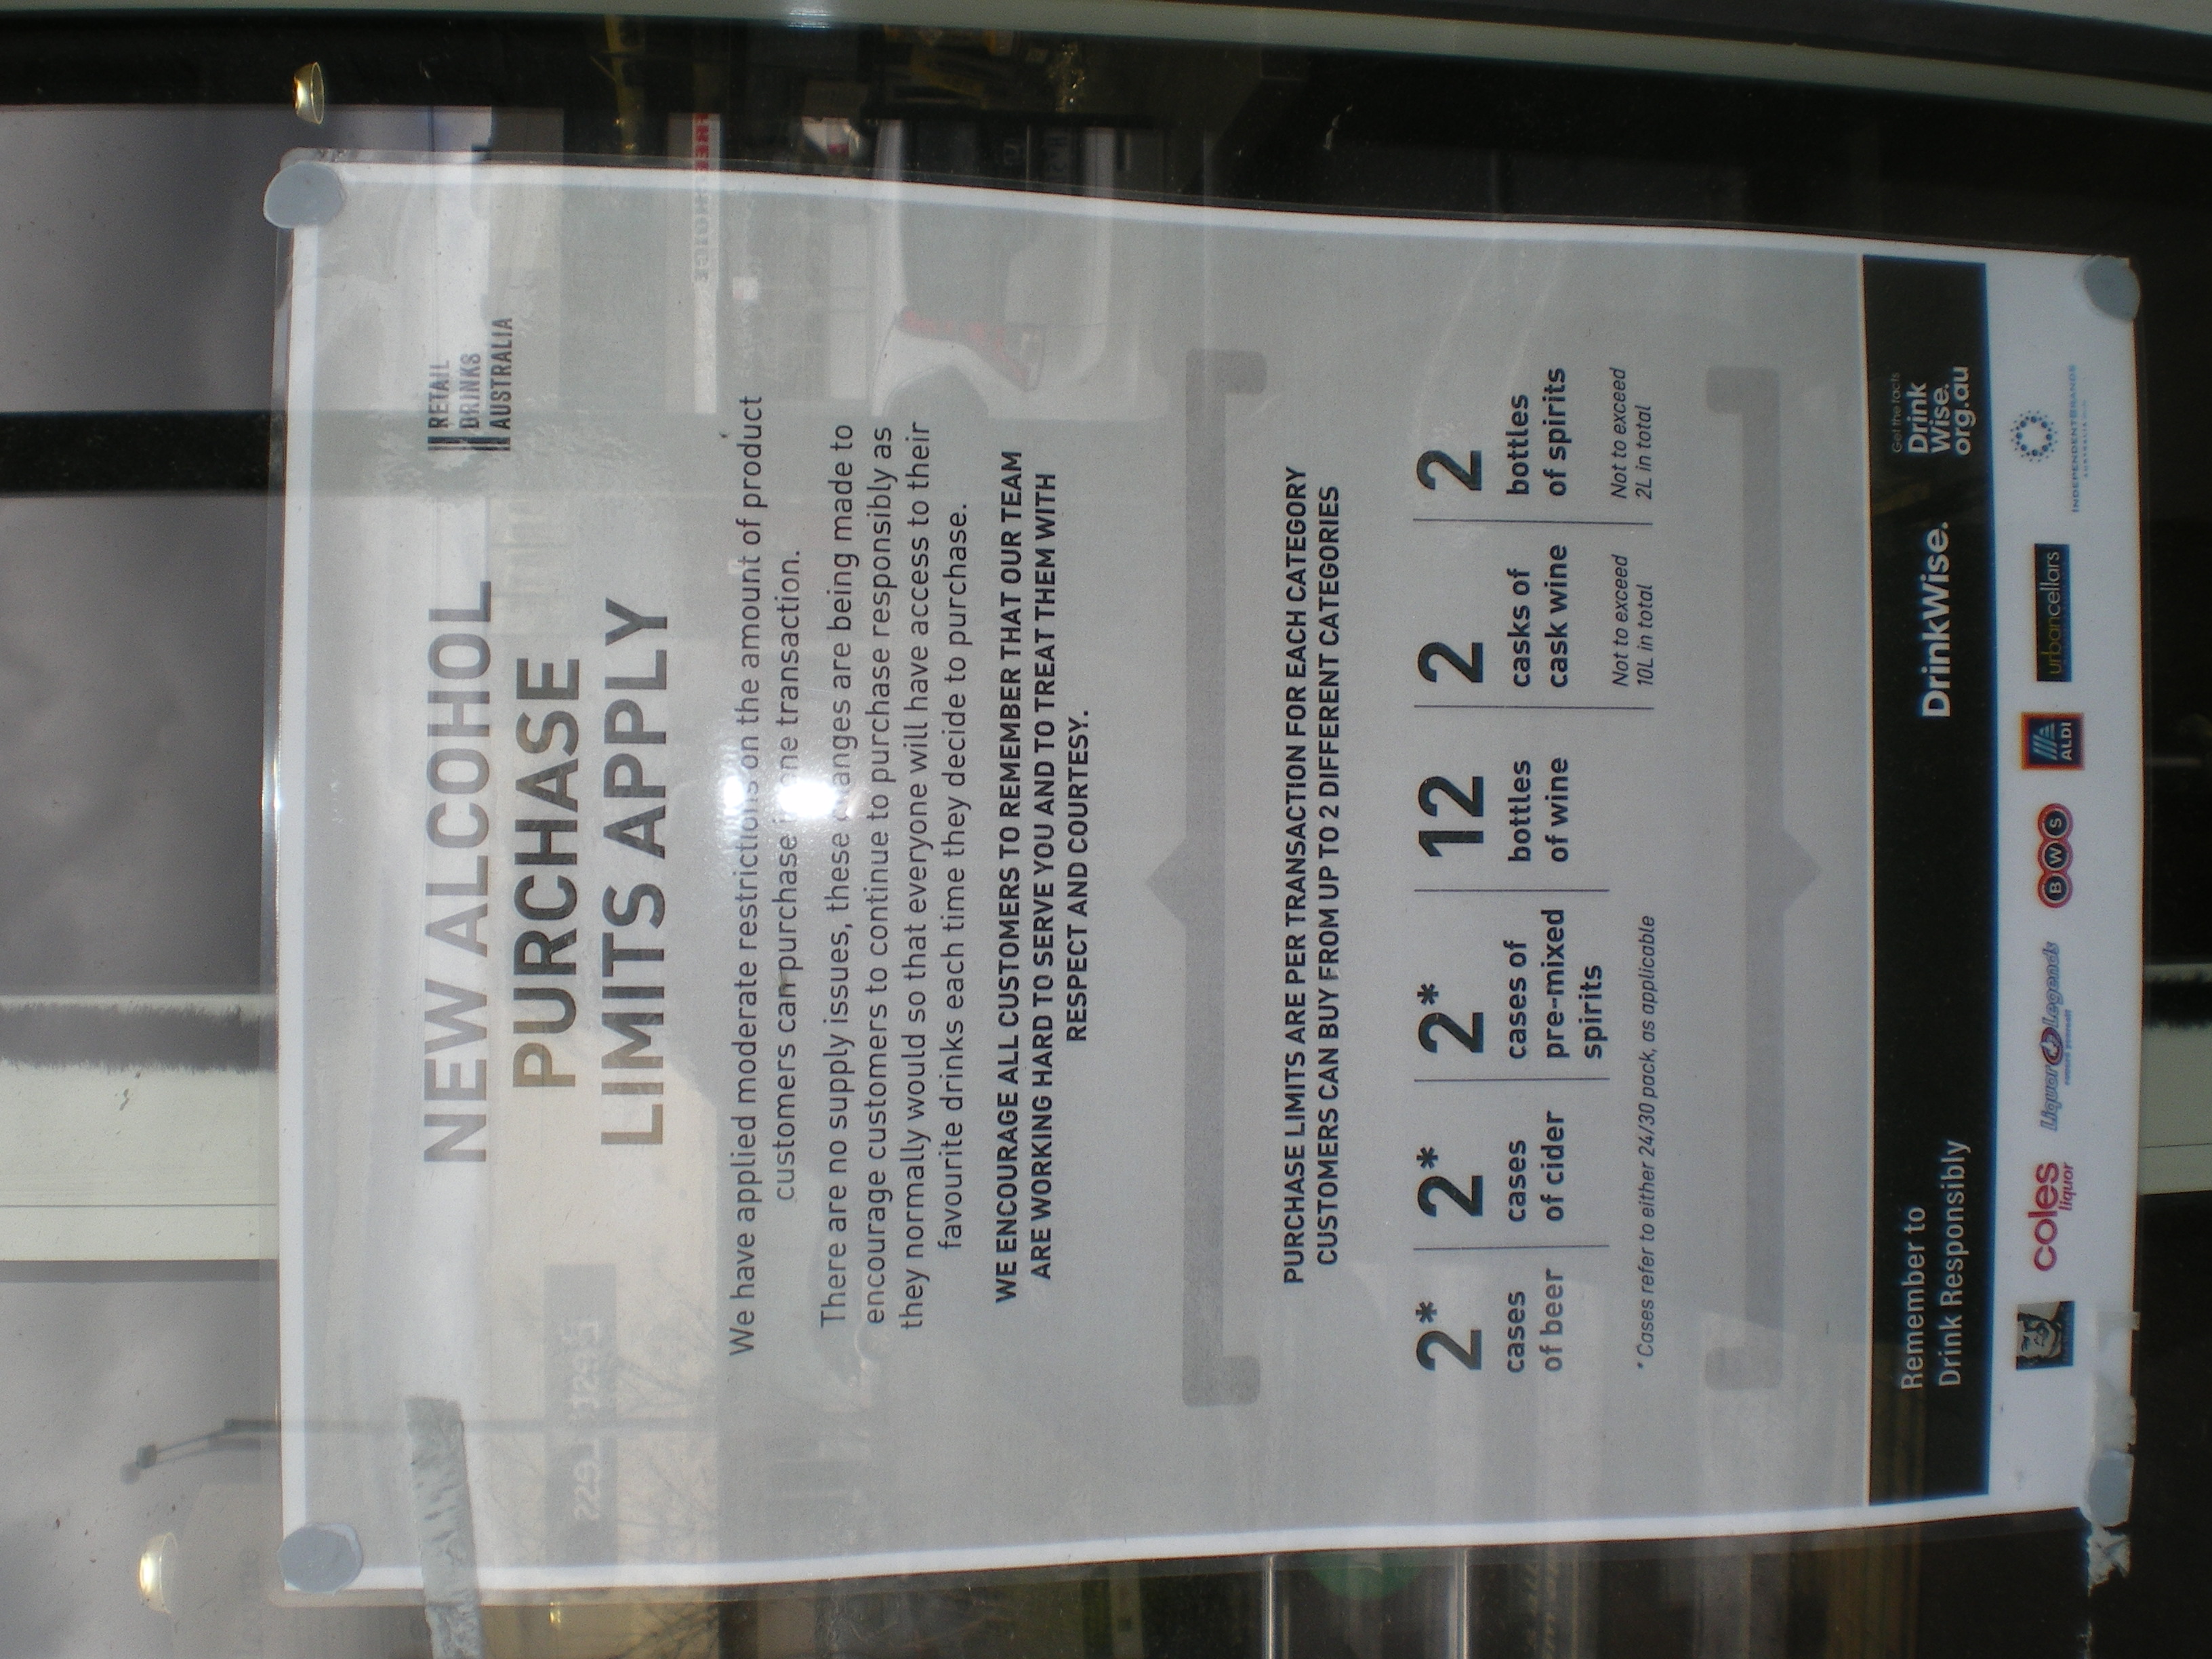 RETAIL
DRINKS
AUSTRALIA
NEW ALCOHOL
PURCHASE
LIMITS APPLY
We have applied moderate restrictions on the amount of product
customers can purchase in one transaction.
There are no supply issues, these changes are being made to
encourage customers to continue to purchase responsibly as
they normally would so that everyone will have access to their
favourite drinks each time they decide to purchase.
WE ENCOURAGE ALL CUSTOMERS TO REMEMBER THAT OUR TEAM
ARE WORKING HARD TO SERVE YOU AND TO TREAT THEM WITH
RESPECT AND COURTESY.
PURCHASE LIMITS ARE PER TRANSACTION FOR EACH CATEGORY
CUSTOMERS CAN BUY FROM UP TO 2 DIFFERENT CATEGORIES
2*
cases
of beer
2*
cases
of cider
2*
cases of
pre-mixed
spirits
12
bottles
of wine
2
casks of
cask wine
Not to exceed
10L in total
2
bottles
of spirits
Not to exceed
2L in total
* Cases refer to either 24/30 pack, as applicable
Remember to
Drink Responsibly
DrinkWise.
Get the facts
Drink
Wise.
org.au
coles
liquor
Liquor Legends
BWS
ALDI
urbancellars
INDEPENDENT BRANDS